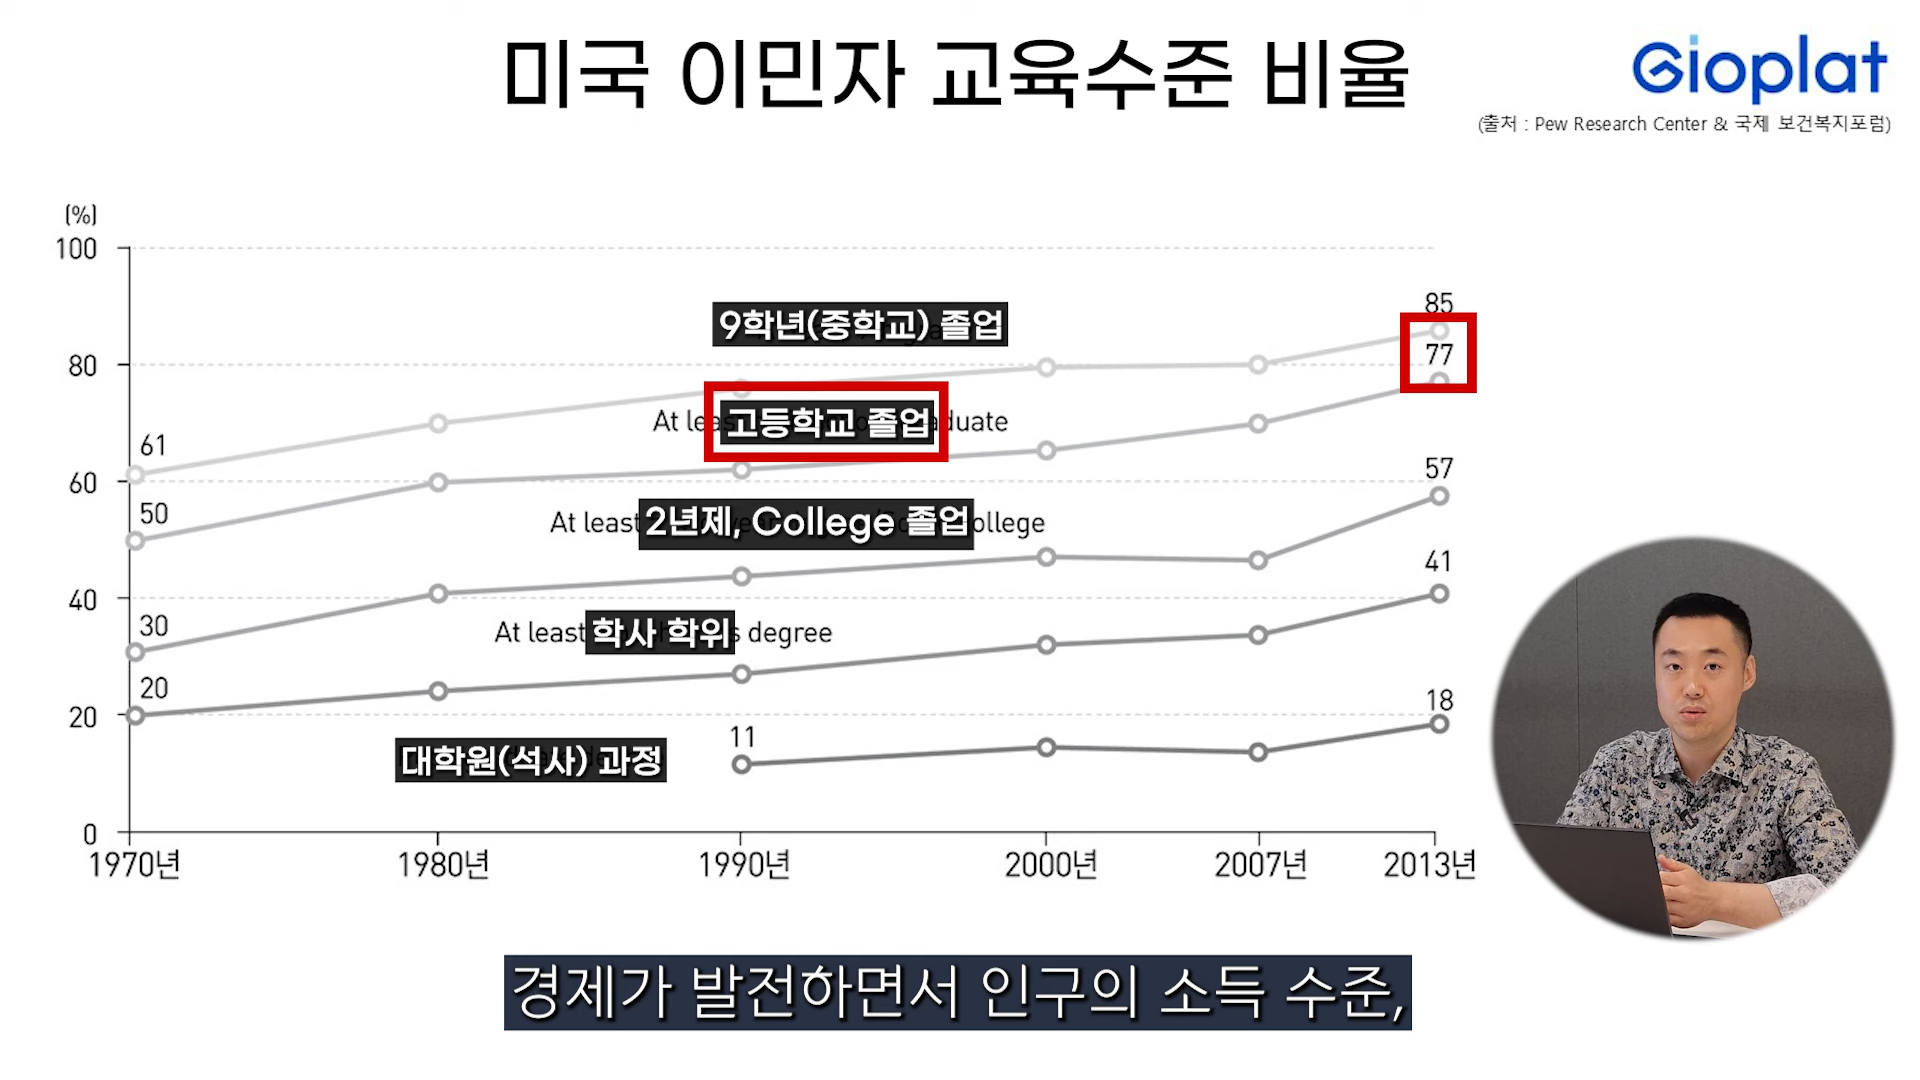 미국 이민자 교육수준 비율
Gioplat
(출처 : Pew Research Center & 국제 보건복지포럼)
(%)
100
80
60
40
20
0
9학년(중학교) 졸업
At lea 고등학교 졸업 duate
At least 2년제, College 졸업 ollege
At least 학사 학위 s degree
대학원(석사) 과정
61
50
30
20
11
85
77
57
41
18
1970년 1980년 1990년 2000년 2007년 2013년
경제가 발전하면서 인구의 소득 수준,